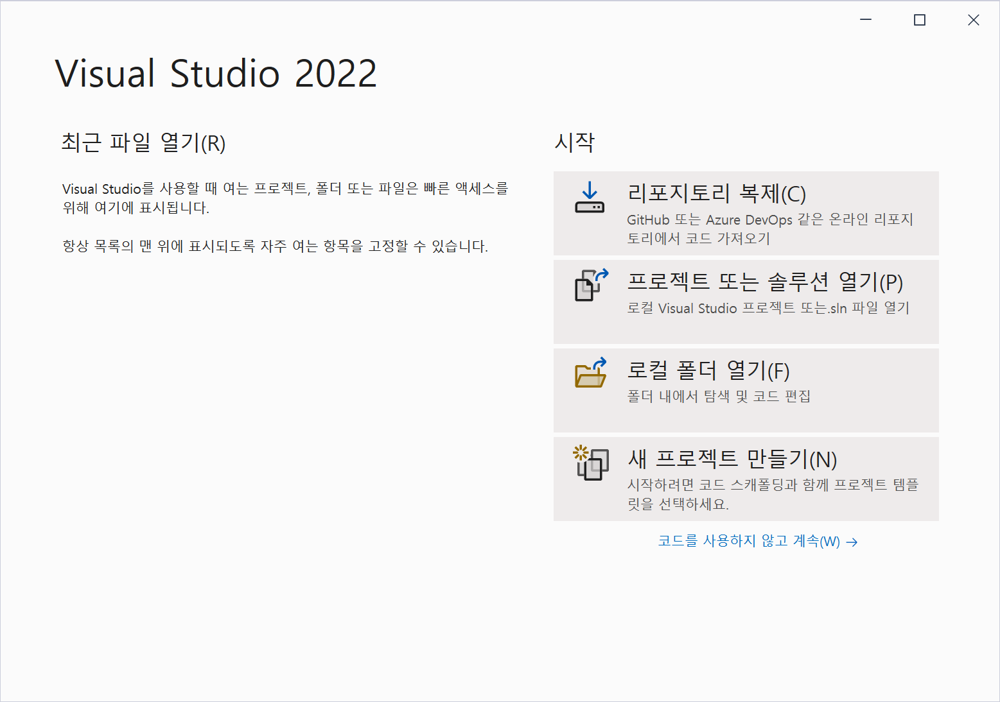 Visual Studio 2022
최근 파일 열기(R)
Visual Studio를 사용할 때 여는 프로젝트, 폴더 또는 파일은 빠른 액세스를
위해 여기에 표시됩니다.
항상 목록의 맨 위에 표시되도록 자주 여는 항목을 고정할 수 있습니다.
시작
리포지토리 복제(C)
GitHub 또는 Azure DevOps 같은 온라인 리포지
토리에서 코드 가져오기
프로젝트 또는 솔루션 열기(P)
로컬 Visual Studio 프로젝트 또는.sln 파일 열기
로컬 폴더 열기(F)
폴더 내에서 탐색 및 코드 편집
새 프로젝트 만들기(N)
시작하려면 코드 스캐폴딩과 함께 프로젝트 템플
릿을 선택하세요.
코드를 사용하지 않고 계속(W) →